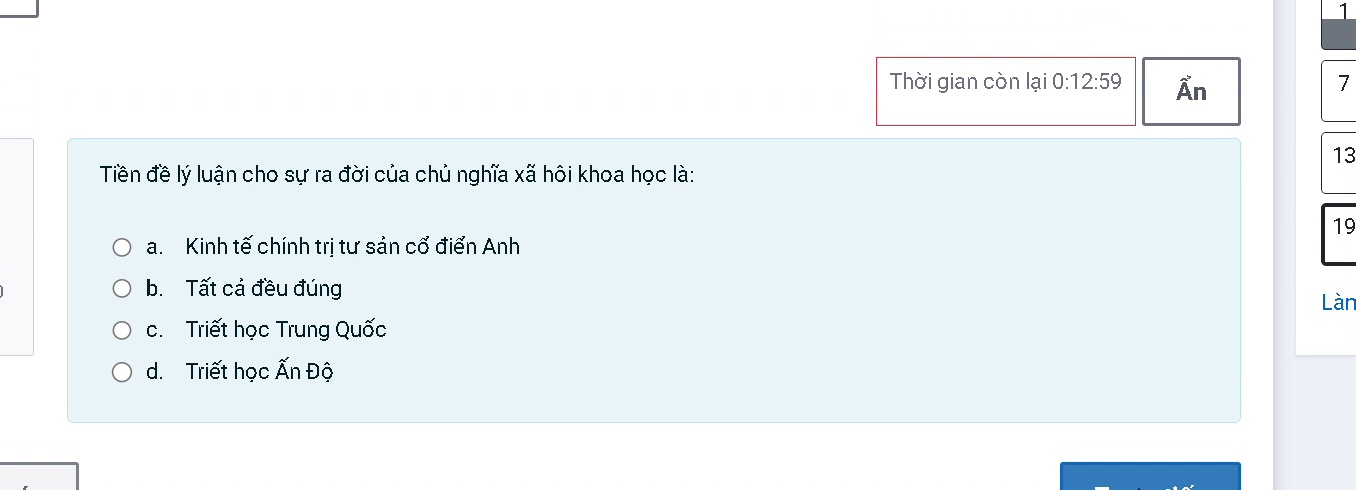 1
Thời gian còn lại 0:12:59
Ẩn
7
Tiền đề lý luận cho sự ra đời của chủ nghĩa xã hôi khoa học là:
13
19
a. Kinh tế chính trị tư sản cổ điển Anh
b. Tất cả đều đúng
c. Triết học Trung Quốc
d. Triết học Ấn Độ